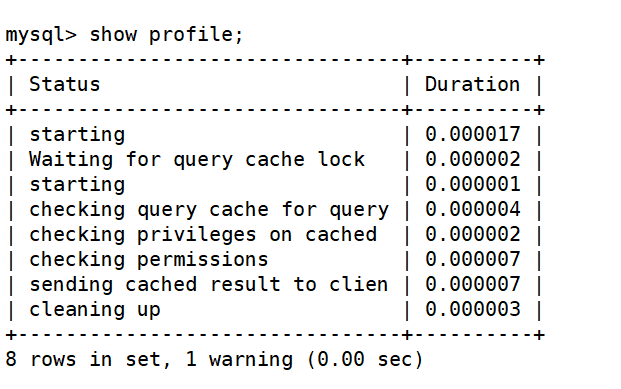 mysql> show profile;
+--------------------------------+----------+
| Status                         | Duration |
+--------------------------------+----------+
| starting                       | 0.000017 |
| Waiting for query cache lock   | 0.000002 |
| starting                       | 0.000001 |
| checking query cache for query | 0.000004 |
| checking privileges on cached  | 0.000002 |
| checking permissions           | 0.000007 |
| sending cached result to clien | 0.000007 |
| cleaning up                    | 0.000003 |
+--------------------------------+----------+
8 rows in set, 1 warning (0.00 sec)